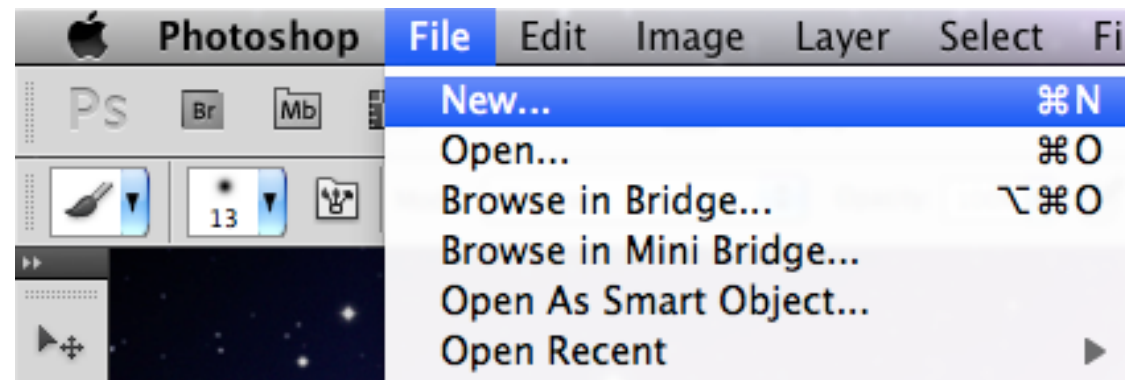 Photoshop File Edit Image Layer Select Fi
Ps Br Mb
New... ⌘N
Open... ⌘O
13
Browse in Bridge... ⌥⌘O
Browse in Mini Bridge...
Open As Smart Object...
Open Recent